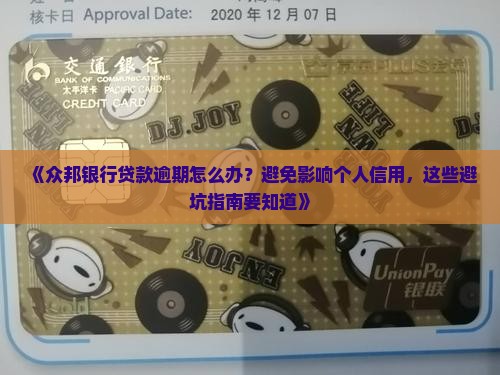 核卡日 Approval Date: 2020 年 12 月 07 日
交通銀行
BANK OF COMMUNICATIONS
太平洋卡 PACIFIC CARD
CREDIT CARD
LIFE
DJ.JOY
《众邦银行贷款逾期怎么办？避免影响个人信用，这些避
坑指南要知道》
ENJOY
UnionPay
银联